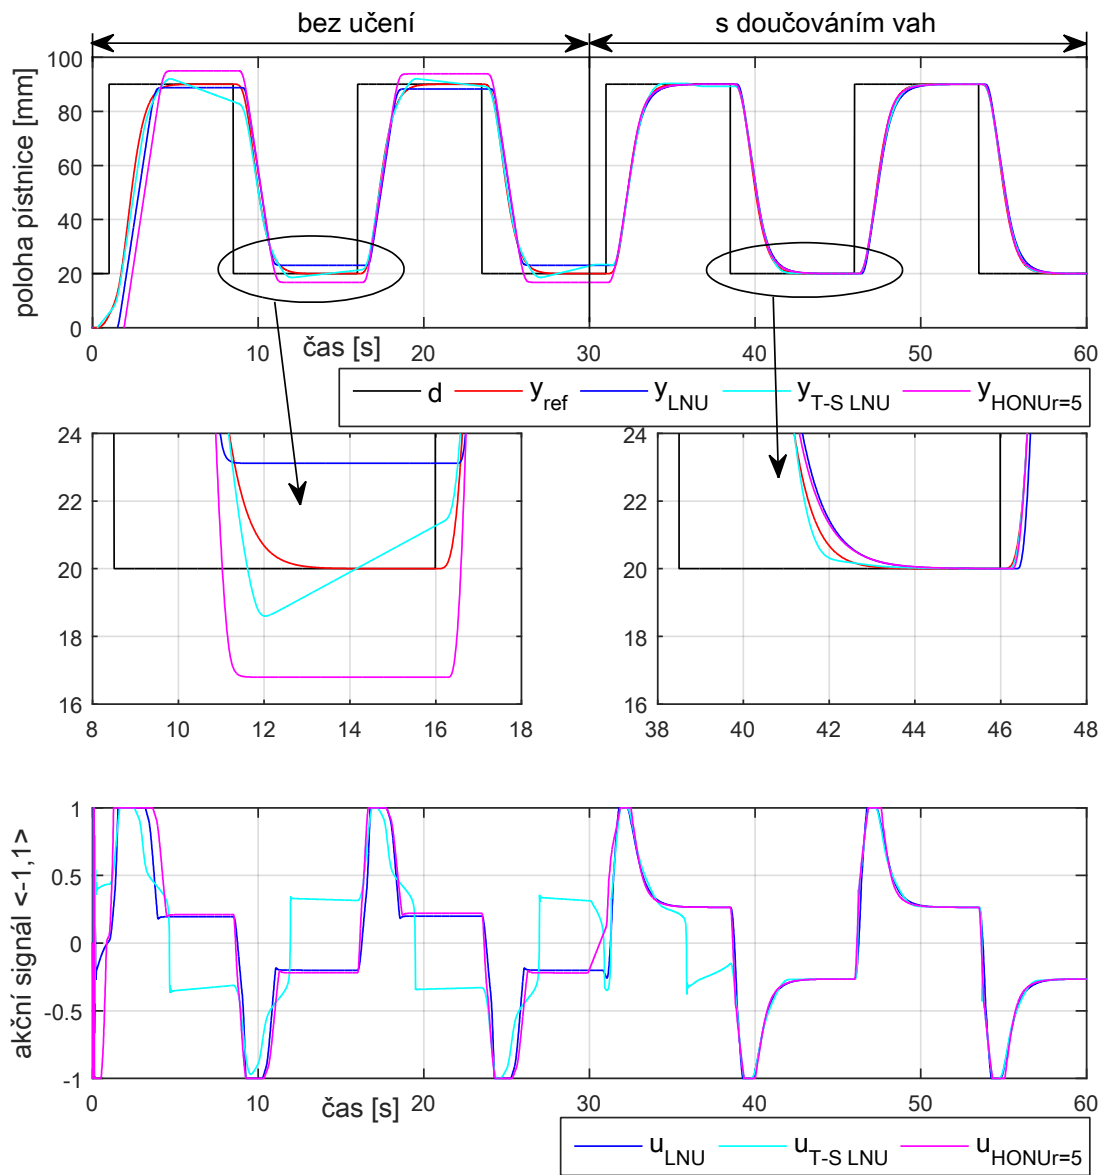 bez učení
s doučováním vah
poloha pístnice [mm]
100
80
60
40
20
0
0 10 20 30 40 50 60
čas [s]
d y_ref y_LNU y_T-S LNU y_HONUr=5
24
22
20
18
16
8 10 12 14 16 18
24
22
20
18
16
38 40 42 44 46 48
akční signál <-1,1>
1
0.5
0
-0.5
-1
0 10 20 30 40 50 60
čas [s]
u_LNU u_T-S LNU u_HONUr=5